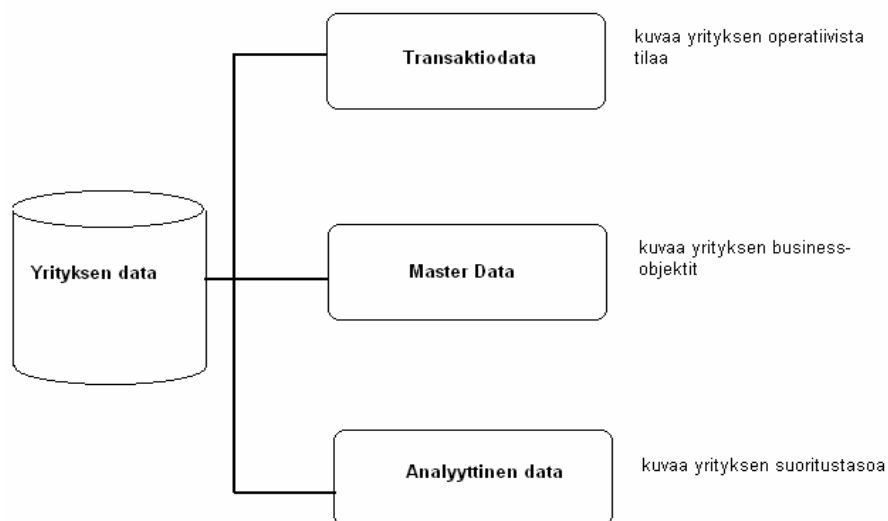 Transaktiodata
kuvaa yrityksen operatiivista
tilaa
Yrityksen data
Master Data
kuvaa yrityksen business-
objektit
Analyyttinen data
kuvaa yrityksen suoritustasoa